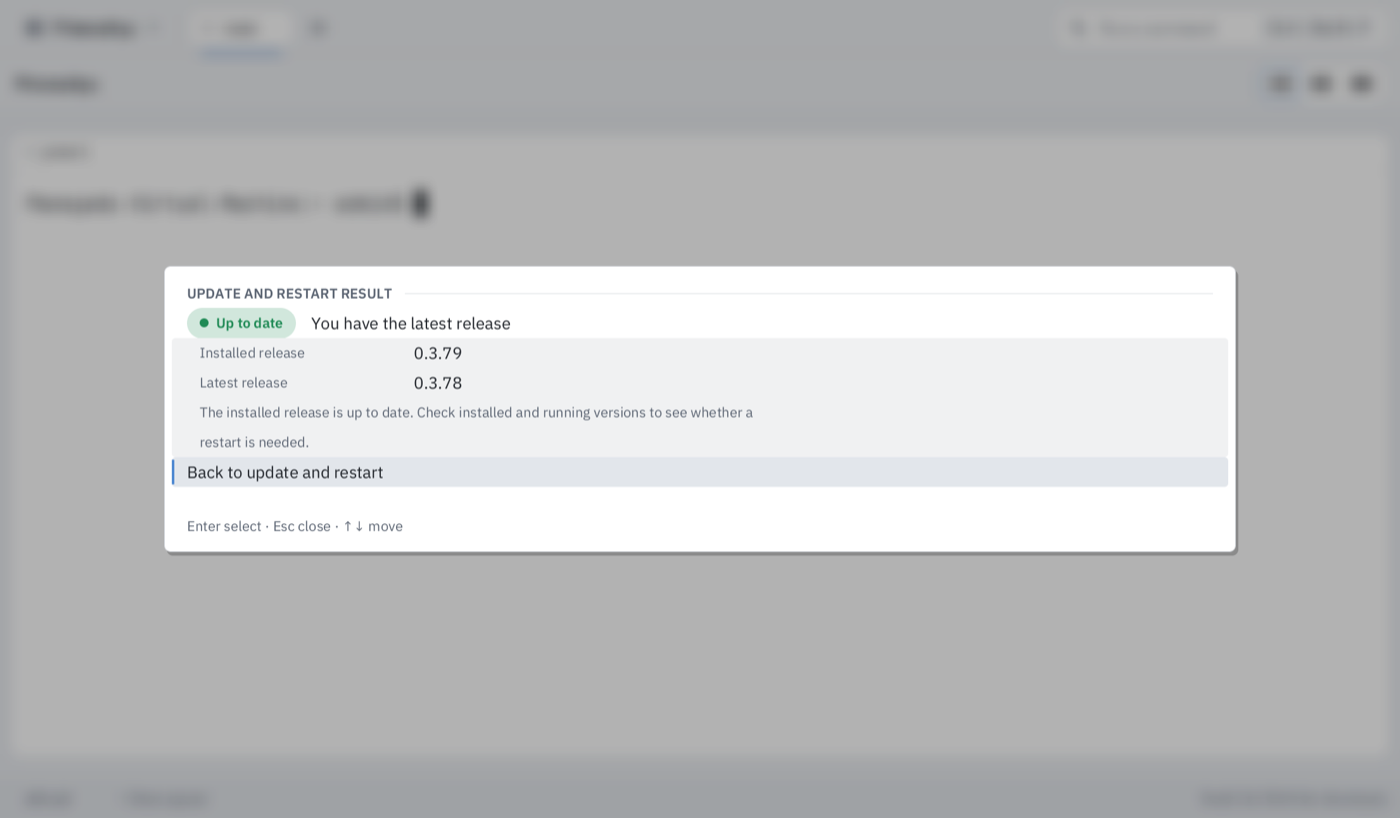 UPDATE AND RESTART RESULT
Up to date You have the latest release
Installed release 0.3.79
Latest release 0.3.78
The installed release is up to date. Check installed and running versions to see whether a
restart is needed.
Back to update and restart
Enter select · Esc close · ↑↓ move